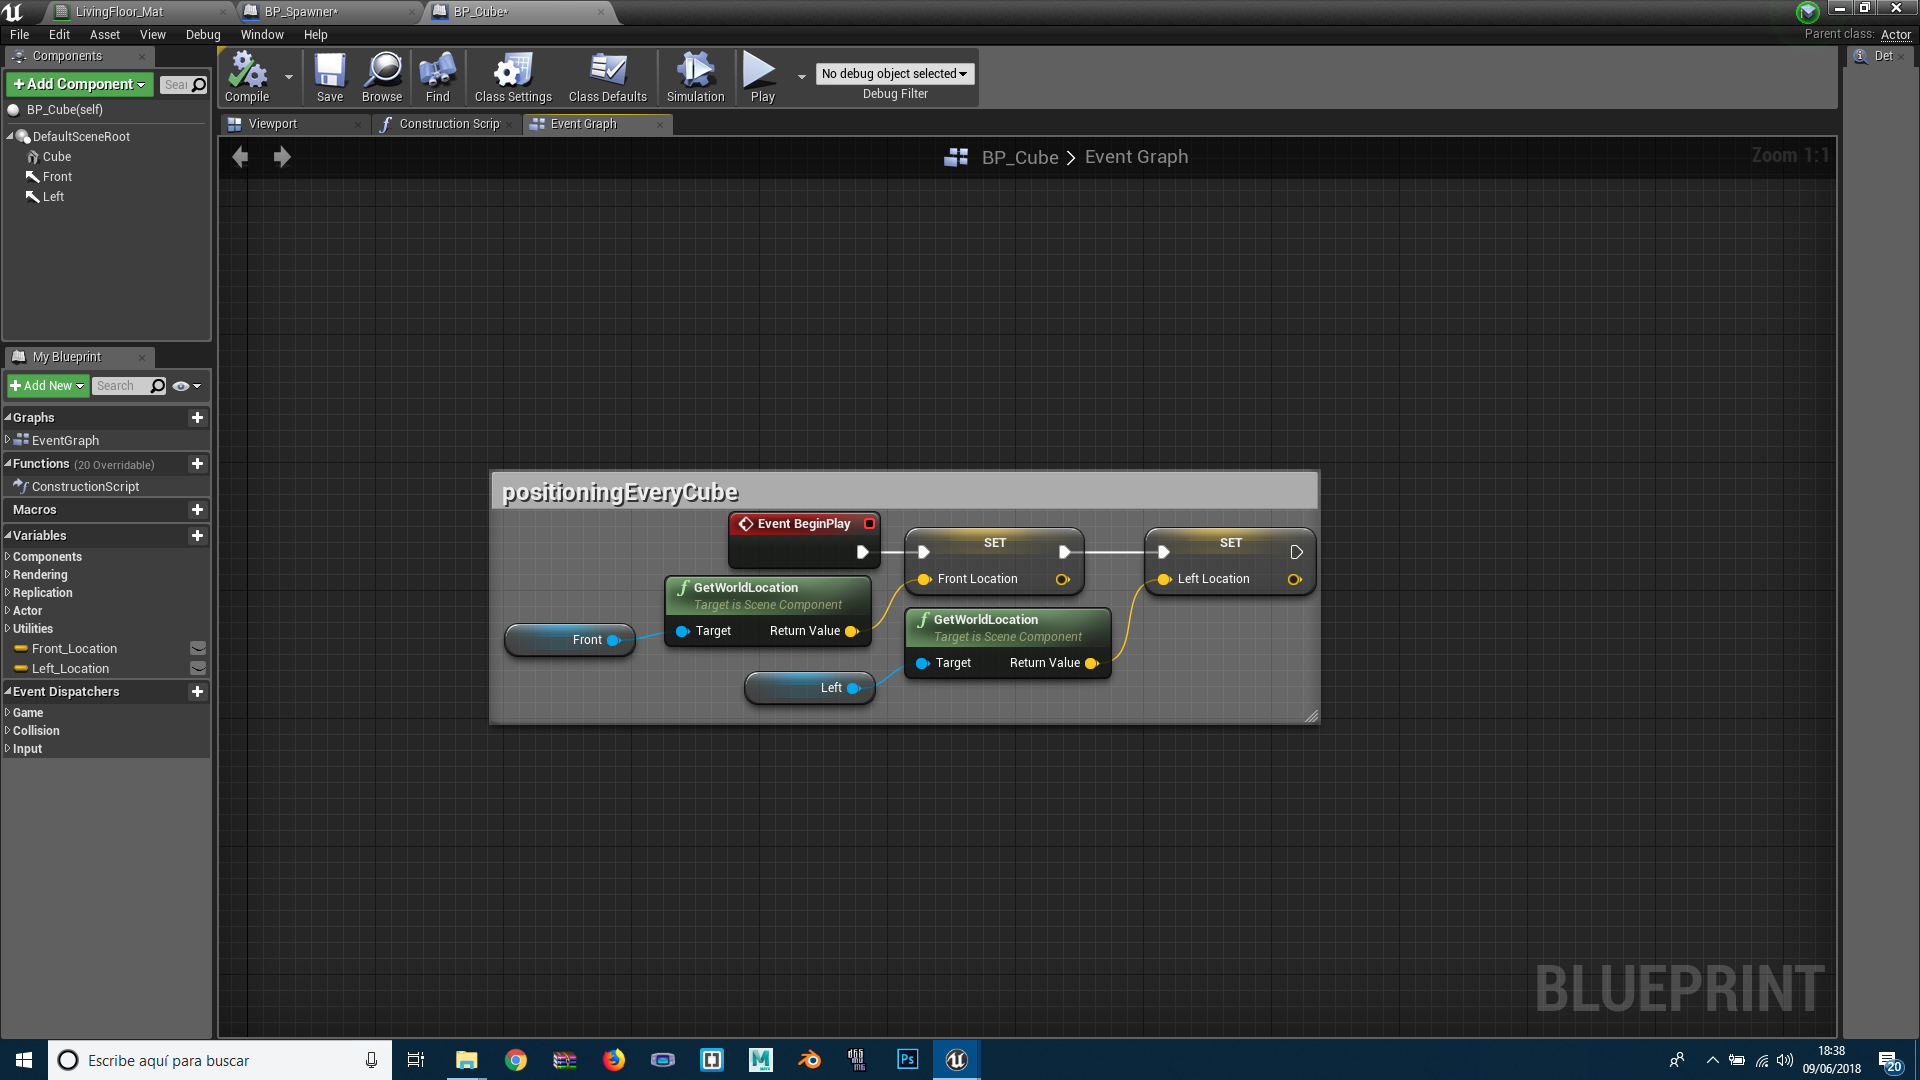 LivingFloor_Mat
BP_Spawner*
BP_Cube*
File Edit Asset View Debug Window Help
Parent class: Actor
Components
Det
+Add Component
Sear
BP_Cube(self)
DefaultSceneRoot
Cube
Front
Left
Compile
Save
Browse
Find
Class Settings
Class Defaults
Simulation
Play
No debug object selected
Debug Filter
Viewport
Construction Scrip
Event Graph
BP_Cube > Event Graph
Zoom 1:1
My Blueprint
+Add New
Search
Graphs
EventGraph
Functions (20 Overridable)
ConstructionScript
Macros
Variables
Components
Rendering
Replication
Actor
Utilities
Front_Location
Left_Location
Event Dispatchers
Game
Collision
Input
positioningEveryCube
Event BeginPlay
SET
Front Location
SET
Left Location
f GetWorldLocation
Target is Scene Component
Target Return Value
Front
f GetWorldLocation
Target is Scene Component
Target Return Value
Left
BLUEPRINT
Escribe aquí para buscar
Ps
18:38
09/06/2018
20